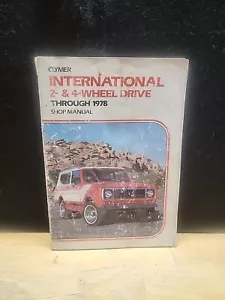 CLYMER
INTERNATIONAL
2- & 4-WHEEL DRIVE
THROUGH 1978
SHOP MANUAL